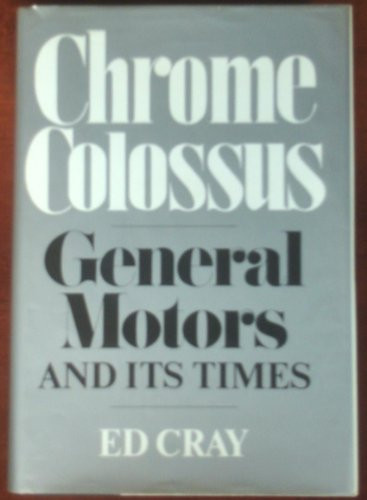 Chrome
Colossus
General
Motors
AND ITS TIMES
ED CRAY